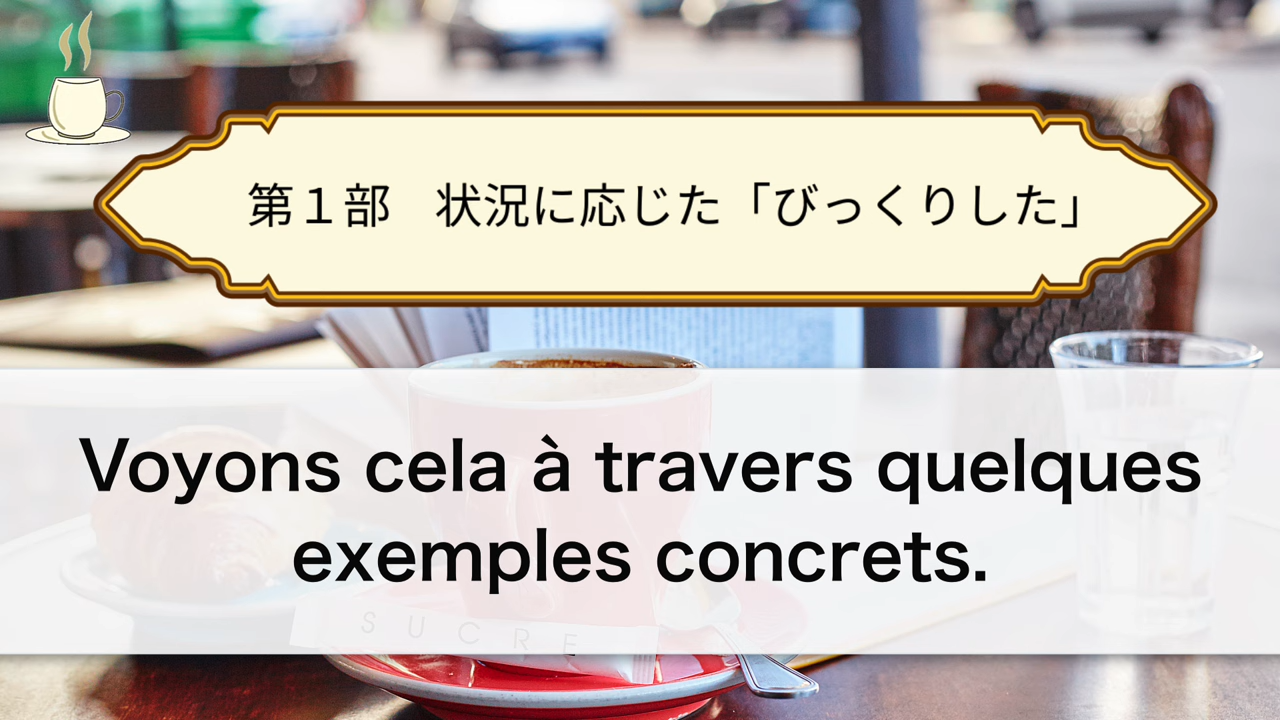 第１部　状況に応じた「びっくりした」
Voyons cela à travers quelques
exemples concrets.
SUCRE